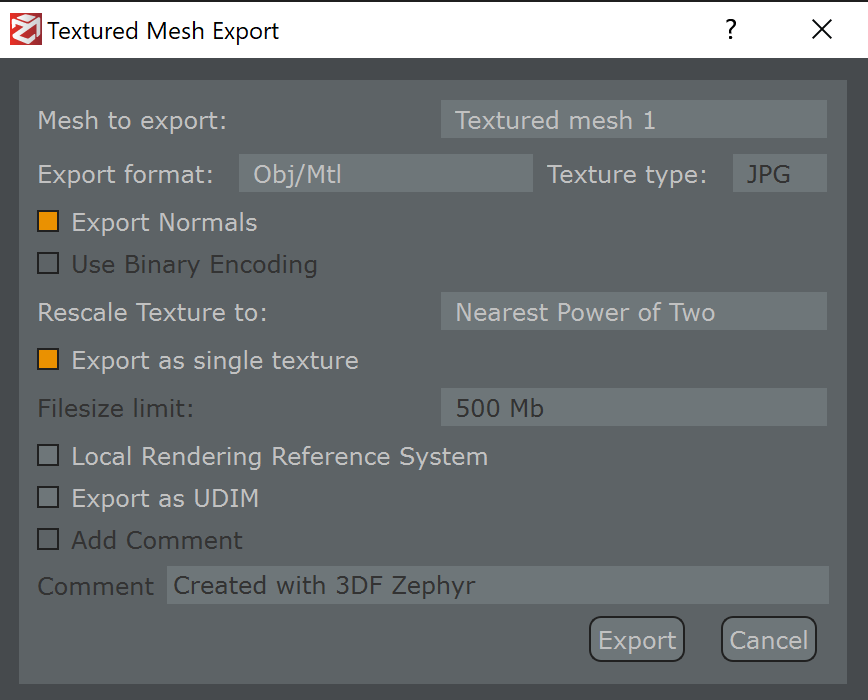 Textured Mesh Export ?
Mesh to export: Textured mesh 1
Export format: Obj/Mtl Texture type: JPG
Export Normals
Use Binary Encoding
Rescale Texture to: Nearest Power of Two
Export as single texture
Filesize limit: 500 Mb
Local Rendering Reference System
Export as UDIM
Add Comment
Comment Created with 3DF Zephyr
Export Cancel